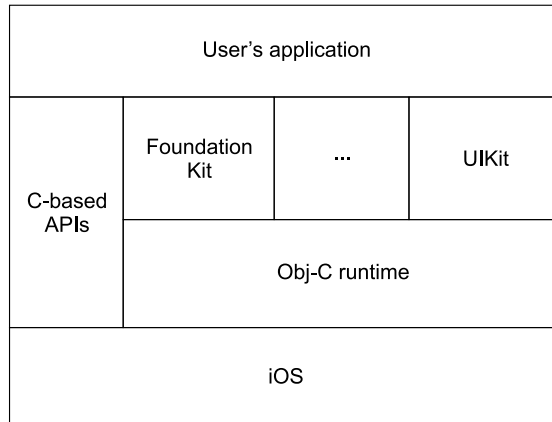 User’s application
Foundation
Kit
...
UIKit
C-based
APIs
Obj-C runtime
iOS